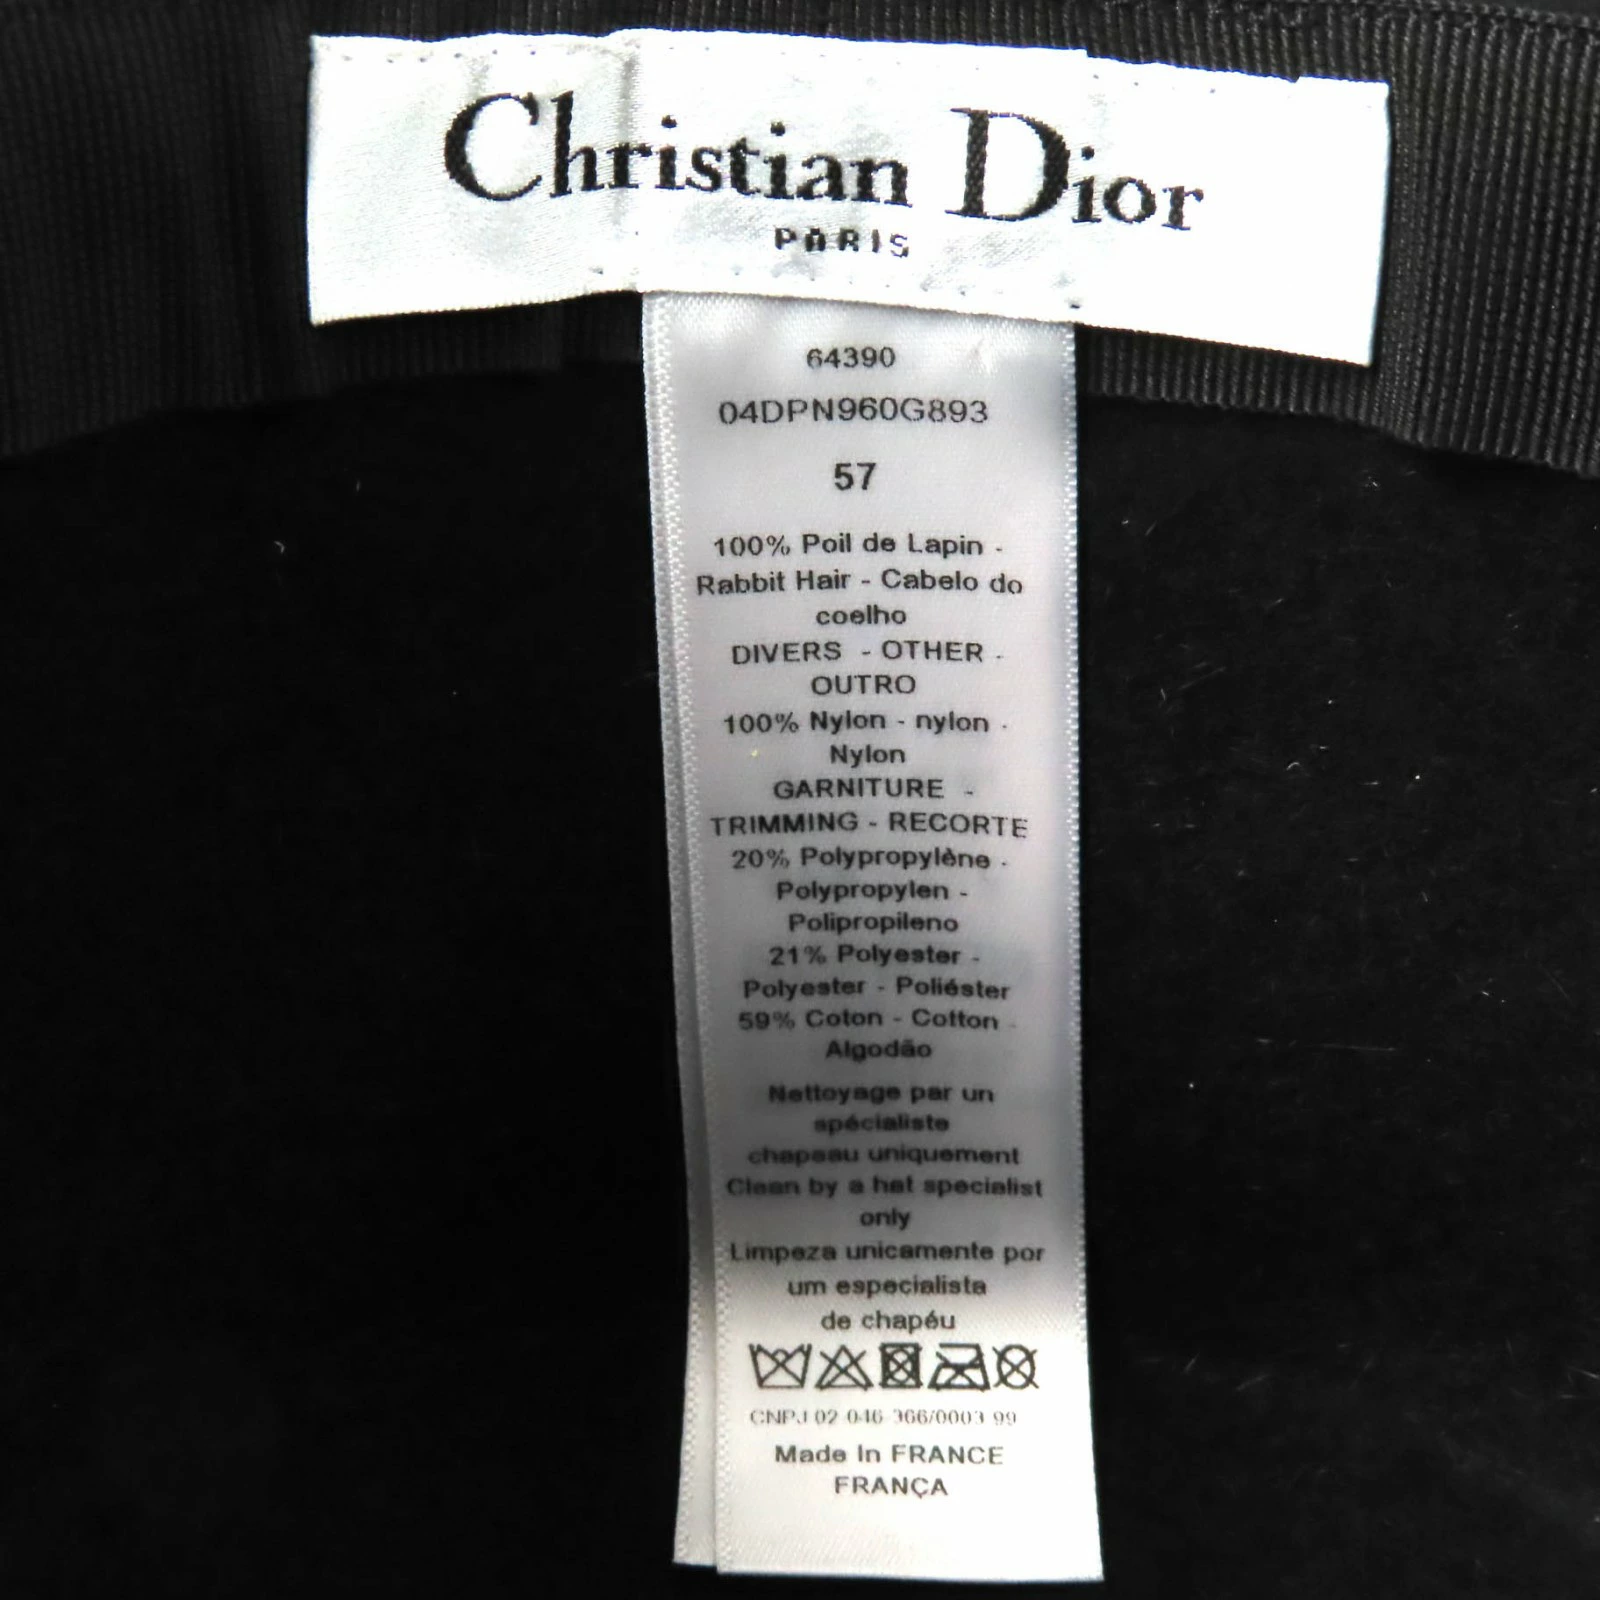 Christian Dior
PARIS
64390
04DPN960G893
57
100% Poil de Lapin -
Rabbit Hair - Cabelo do
coelho
DIVERS - OTHER -
OUTRO
100% Nylon - nylon -
Nylon
GARNITURE -
TRIMMING - RECORTE
20% Polypropylène -
Polypropylen -
Polipropileno
21% Polyester -
Polyester - Poliéster
59% Coton - Cotton -
Algodão
Nettoyage par un
spécialiste
chapeau uniquement
Clean by a hat specialist
only
Limpeza unicamente por
um especialista
de chapéu
CNPJ 02 046 366/0003 99
Made In FRANCE
FRANÇA